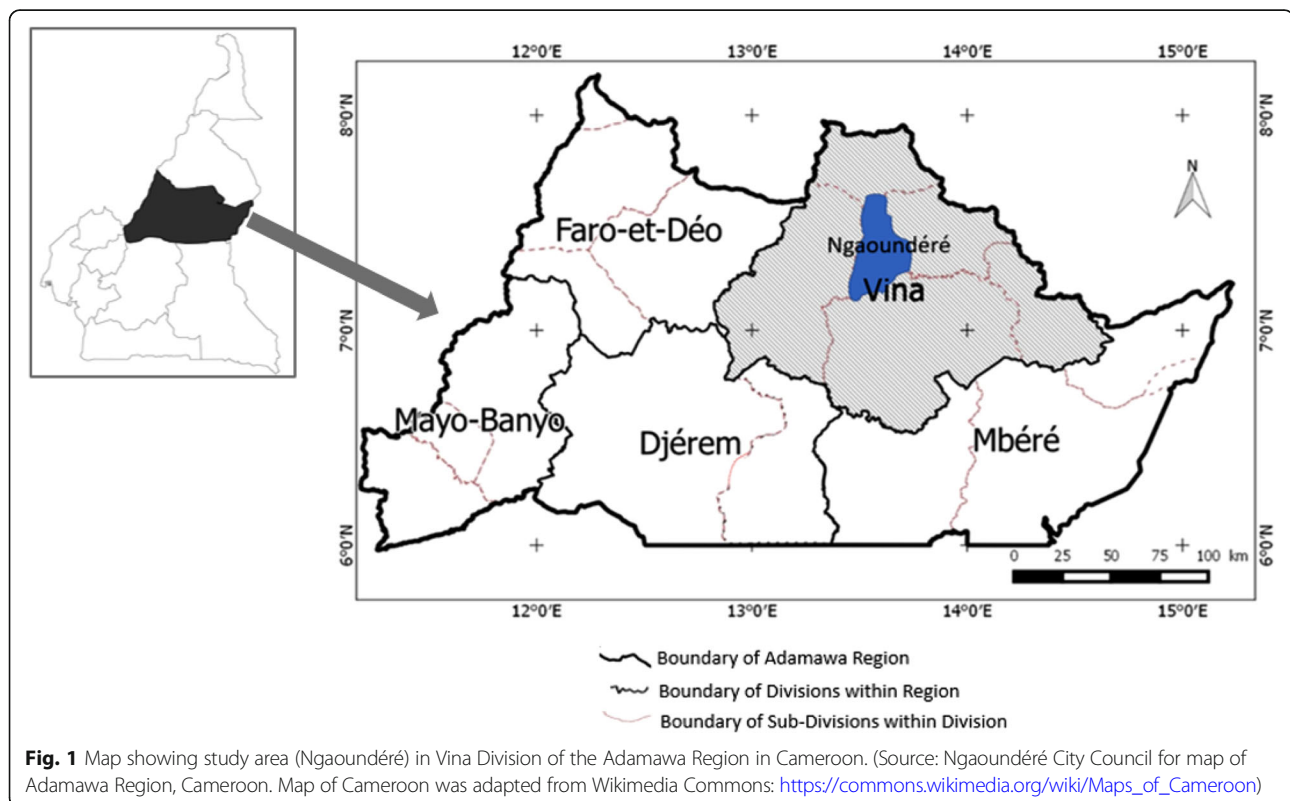 12°0′E 13°0′E 14°0′E 15°0′E
8°0′N 8°0′N
N
Faro-et-Déo
Ngaoundéré
Vina
7°0′N 7°0′N
Mayo-Banyo
Djérem
Mbéré
6°0′N 6°0′N
0 25 50 75 100 km
12°0′E 13°0′E 14°0′E 15°0′E
Boundary of Adamawa Region
Boundary of Divisions within Region
Boundary of Sub-Divisions within Division
Fig. 1 Map showing study area (Ngaoundéré) in Vina Division of the Adamawa Region in Cameroon. (Source: Ngaoundéré City Council for map of
Adamawa Region, Cameroon. Map of Cameroon was adapted from Wikimedia Commons: https://commons.wikimedia.org/wiki/Maps_of_Cameroon)